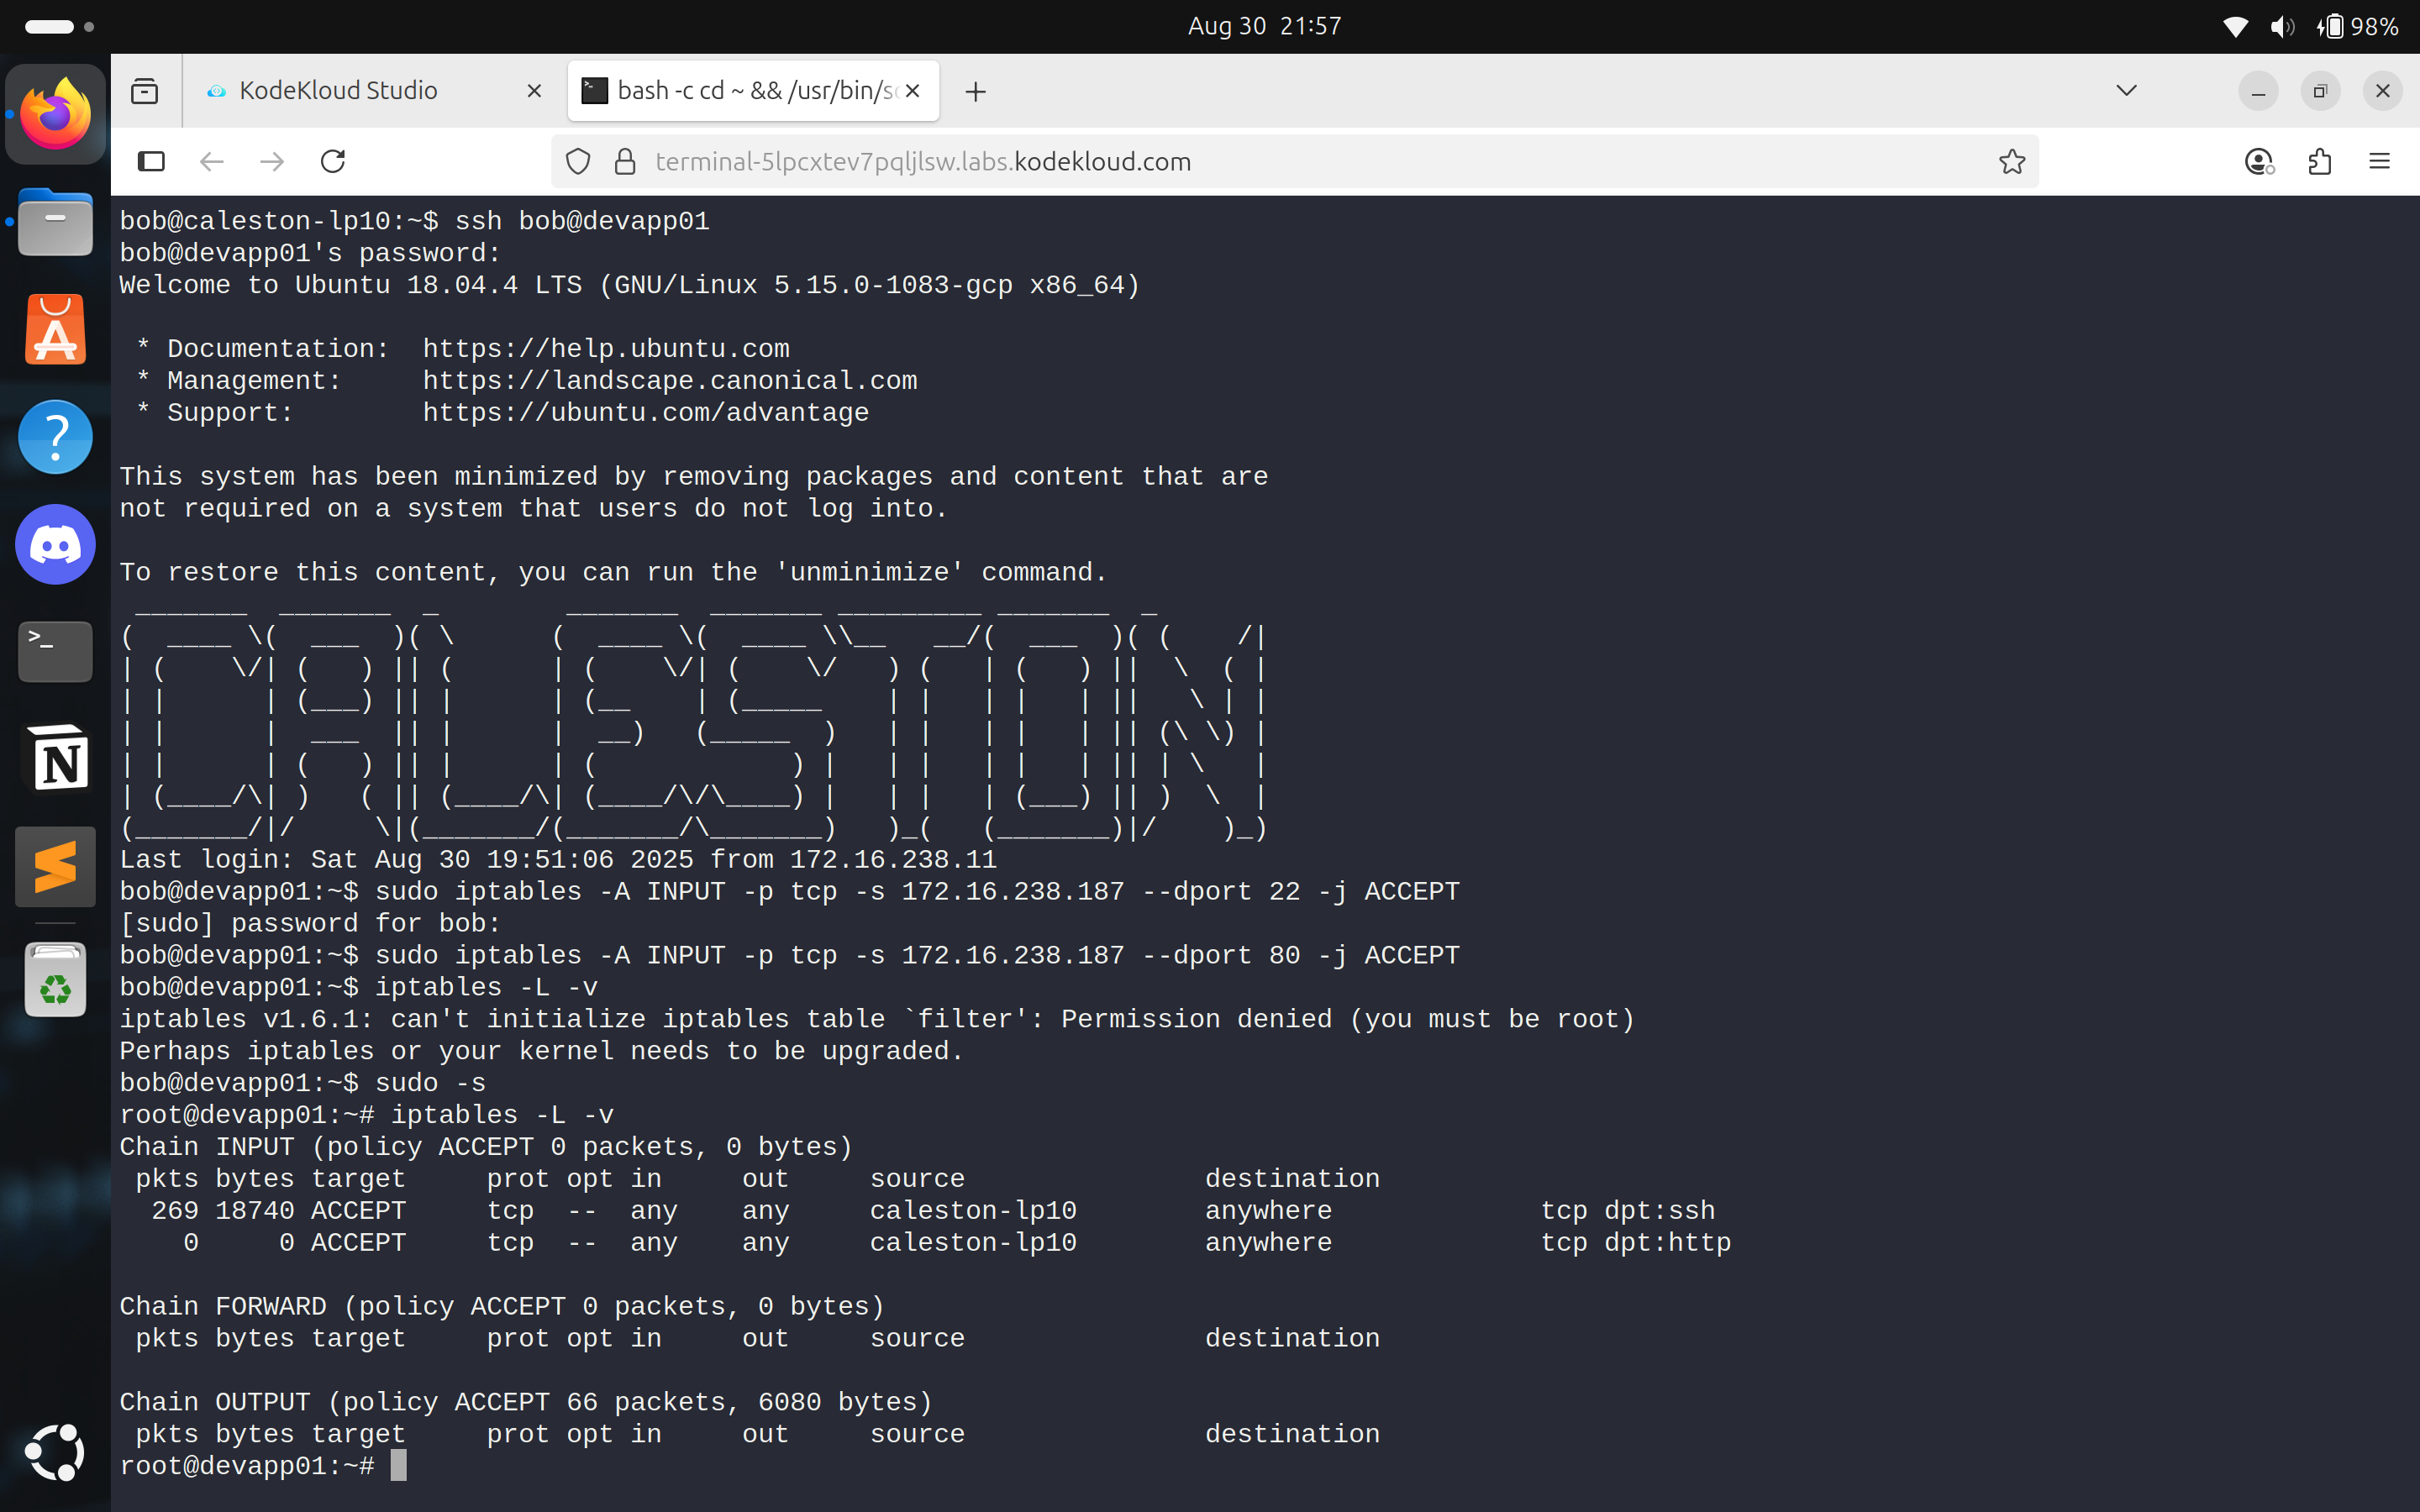 Aug 30 21:57
98%
KodeKloud Studio
bash -c cd ~ && /usr/bin/sc
terminal-5lpcxtev7pqljlsw.labs.kodekloud.com
bob@caleston-lp10:~$ ssh bob@devapp01
bob@devapp01's password:
Welcome to Ubuntu 18.04.4 LTS (GNU/Linux 5.15.0-1083-gcp x86_64)
* Documentation:  https://help.ubuntu.com
* Management:     https://landscape.canonical.com
* Support:        https://ubuntu.com/advantage
This system has been minimized by removing packages and content that are
not required on a system that users do not log into.
To restore this content, you can run the 'unminimize' command.
CALESTON
Last login: Sat Aug 30 19:51:06 2025 from 172.16.238.11
bob@devapp01:~$ sudo iptables -A INPUT -p tcp -s 172.16.238.187 --dport 22 -j ACCEPT
[sudo] password for bob:
bob@devapp01:~$ sudo iptables -A INPUT -p tcp -s 172.16.238.187 --dport 80 -j ACCEPT
bob@devapp01:~$ iptables -L -v
iptables v1.6.1: can't initialize iptables table `filter': Permission denied (you must be root)
Perhaps iptables or your kernel needs to be upgraded.
bob@devapp01:~$ sudo -s
root@devapp01:~# iptables -L -v
Chain INPUT (policy ACCEPT 0 packets, 0 bytes)
pkts bytes target     prot opt in     out     source               destination
269 18740 ACCEPT     tcp  --  any    any     caleston-lp10        anywhere             tcp dpt:ssh
0     0 ACCEPT     tcp  --  any    any     caleston-lp10        anywhere             tcp dpt:http
Chain FORWARD (policy ACCEPT 0 packets, 0 bytes)
pkts bytes target     prot opt in     out     source               destination
Chain OUTPUT (policy ACCEPT 66 packets, 6080 bytes)
pkts bytes target     prot opt in     out     source               destination
root@devapp01:~#